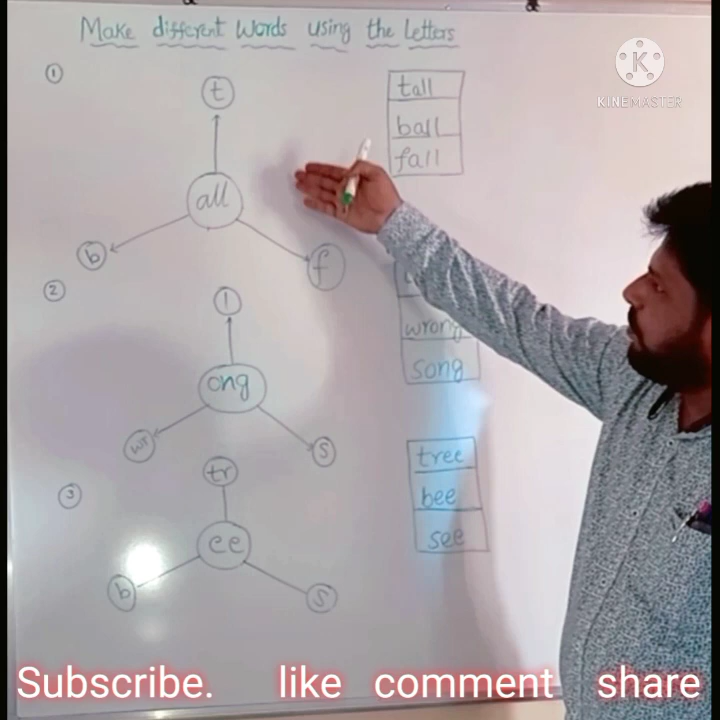 Make different Words using the Letters
KINEMASTER
1
t
all
b
f
tall
ball
fall
2
l
ong
wr
s
wrong
song
3
tr
ee
b
s
tree
bee
see
Subscribe. like comment share